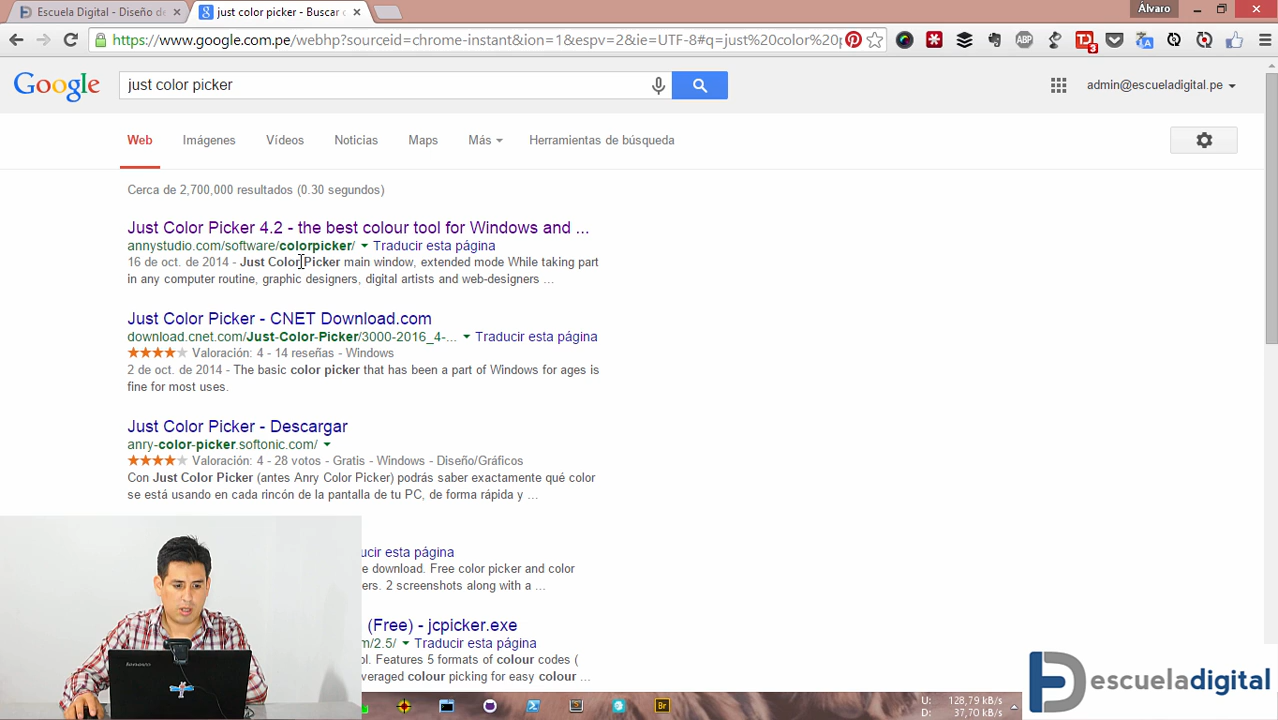 Escuela Digital - Diseño de
just color picker - Buscar c
Álvaro
https://www.google.com.pe/webhp?sourceid=chrome-instant&ion=1&espv=2&ie=UTF-8#q=just%20color%20p
ABP
3
Google
just color picker
admin@escueladigital.pe
Web
Imágenes
Vídeos
Noticias
Maps
Más
Herramientas de búsqueda
Cerca de 2,700,000 resultados (0.30 segundos)
Just Color Picker 4.2 - the best colour tool for Windows and ...
annystudio.com/software/colorpicker/ Traducir esta página
16 de oct. de 2014 - Just Color Picker main window, extended mode While taking part
in any computer routine, graphic designers, digital artists and web-designers ...
Just Color Picker - CNET Download.com
download.cnet.com/Just-Color-Picker/3000-2016_4-... Traducir esta página
Valoración: 4 - 14 reseñas - Windows
2 de oct. de 2014 - The basic color picker that has been a part of Windows for ages is
fine for most uses.
Just Color Picker - Descargar
anry-color-picker.softonic.com/
Valoración: 4 - 28 votos - Gratis - Windows - Diseño/Gráficos
Con Just Color Picker (antes Anry Color Picker) podrás saber exactamente qué color
se está usando en cada rincón de la pantalla de tu PC, de forma rápida y ...
ucir esta página
e download. Free color picker and color
ers. 2 screenshots along with a ...
(Free) - jcpicker.exe
m/2.5/ Traducir esta página
ol. Features 5 formats of colour codes (
veraged colour picking for easy colour ...
lenovo
Br
U: 128,79 kB/s
D: 37,70 kB/s
escueladigital